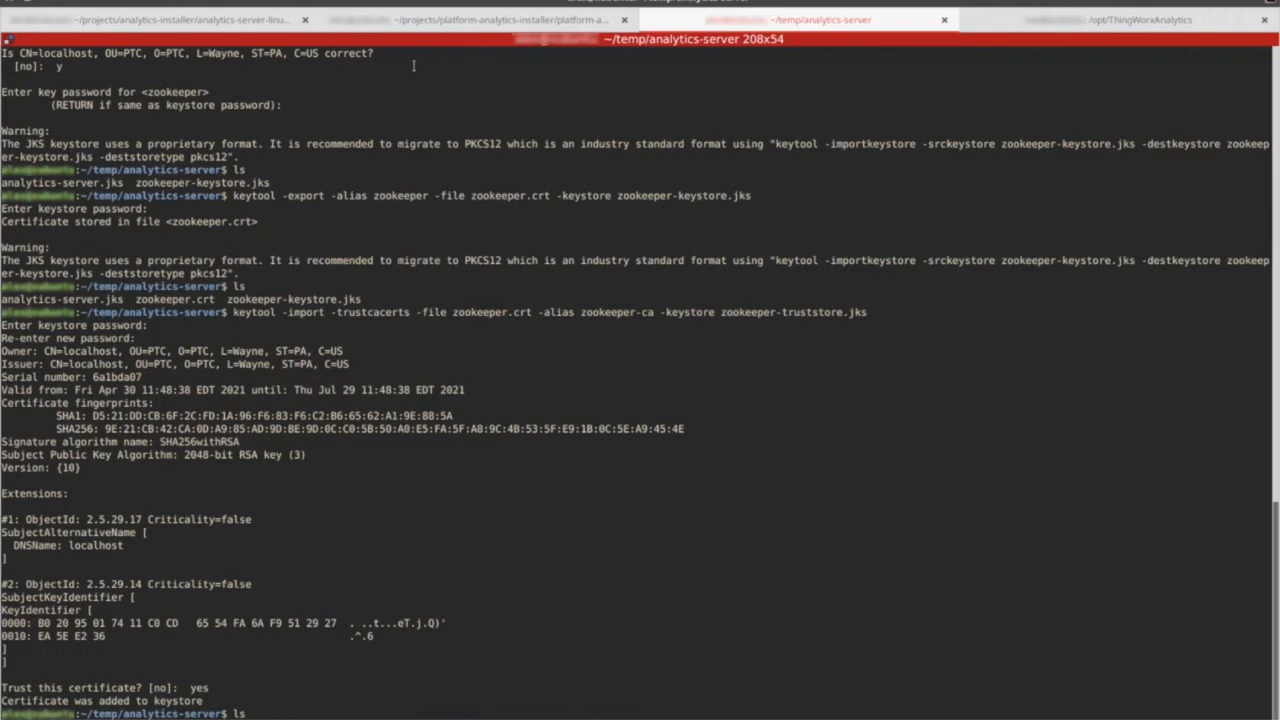 ~/projects/analytics-installer/analytics-server-linu...
~/projects/platform-analytics-installer/platform-a...
~/temp/analytics-server
/opt/ThingWorxAnalytics
~/temp/analytics-server 208x54
Is CN=localhost, OU=PTC, O=PTC, L=Wayne, ST=PA, C=US correct?
[no]: y
Enter key password for <zookeeper>
(RETURN if same as keystore password):
Warning:
The JKS keystore uses a proprietary format. It is recommended to migrate to PKCS12 which is an industry standard format using "keytool -importkeystore -srckeystore zookeeper-keystore.jks -destkeystore zookeep
er-keystore.jks -deststoretype pkcs12".
:~/temp/analytics-server$ ls
analytics-server.jks zookeeper-keystore.jks
:~/temp/analytics-server$ keytool -export -alias zookeeper -file zookeeper.crt -keystore zookeeper-keystore.jks
Enter keystore password:
Certificate stored in file <zookeeper.crt>
Warning:
The JKS keystore uses a proprietary format. It is recommended to migrate to PKCS12 which is an industry standard format using "keytool -importkeystore -srckeystore zookeeper-keystore.jks -destkeystore zookeep
er-keystore.jks -deststoretype pkcs12".
:~/temp/analytics-server$ ls
analytics-server.jks zookeeper.crt zookeeper-keystore.jks
:~/temp/analytics-server$ keytool -import -trustcacerts -file zookeeper.crt -alias zookeeper-ca -keystore zookeeper-truststore.jks
Enter keystore password:
Re-enter new password:
Owner: CN=localhost, OU=PTC, O=PTC, L=Wayne, ST=PA, C=US
Issuer: CN=localhost, OU=PTC, O=PTC, L=Wayne, ST=PA, C=US
Serial number: 6a1bda07
Valid from: Fri Apr 30 11:48:38 EDT 2021 until: Thu Jul 29 11:48:38 EDT 2021
Certificate fingerprints:
SHA1: D5:21:DD:CB:6F:2C:FD:1A:96:F6:83:F6:C2:B6:65:62:A1:9E:88:5A
SHA256: 9E:21:CB:42:CA:0D:A9:85:AD:9D:BE:9D:0C:C0:5B:50:A0:E5:FA:5F:A8:9C:4B:53:5F:E9:1B:0C:5E:A9:45:4E
Signature algorithm name: SHA256withRSA
Subject Public Key Algorithm: 2048-bit RSA key (3)
Version: {10}
Extensions:
#1: ObjectId: 2.5.29.17 Criticality=false
SubjectAlternativeName [
DNSName: localhost
]
#2: ObjectId: 2.5.29.14 Criticality=false
SubjectKeyIdentifier [
KeyIdentifier [
0000: B0 20 95 01 74 11 C0 CD 65 54 FA 6A F9 51 29 27 . ..t...eT.j.Q)'
0010: EA 5E E2 36 .^.6
]
]
Trust this certificate? [no]: yes
Certificate was added to keystore
:~/temp/analytics-server$ ls